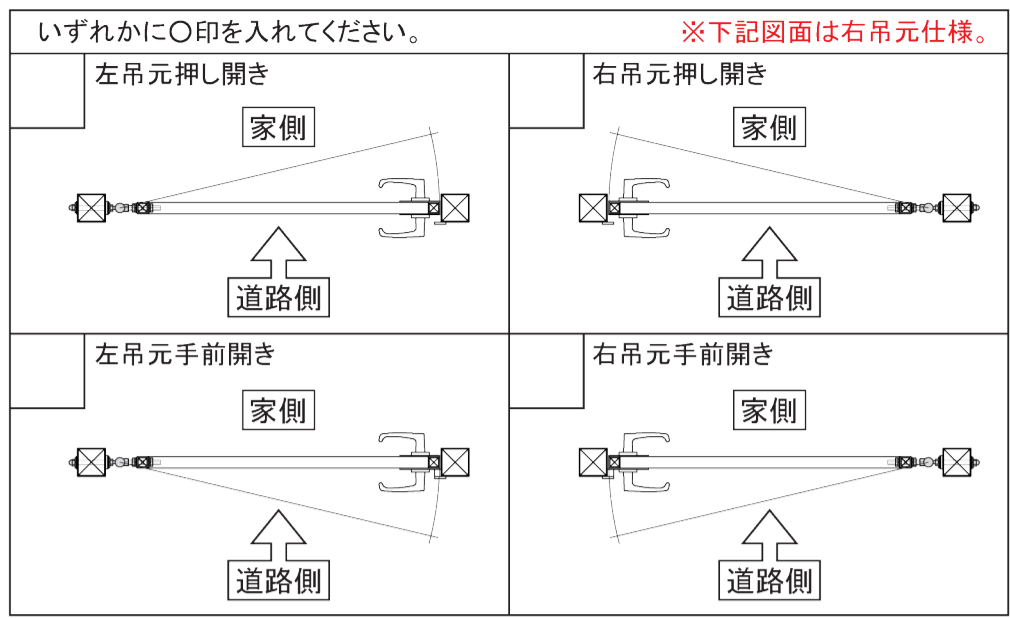 いずれかに〇印を入れてください。
※下記図面は右吊元仕様。
左吊元押し開き
右吊元押し開き
家側
家側
道路側
道路側
左吊元手前開き
右吊元手前開き
家側
家側
道路側
道路側